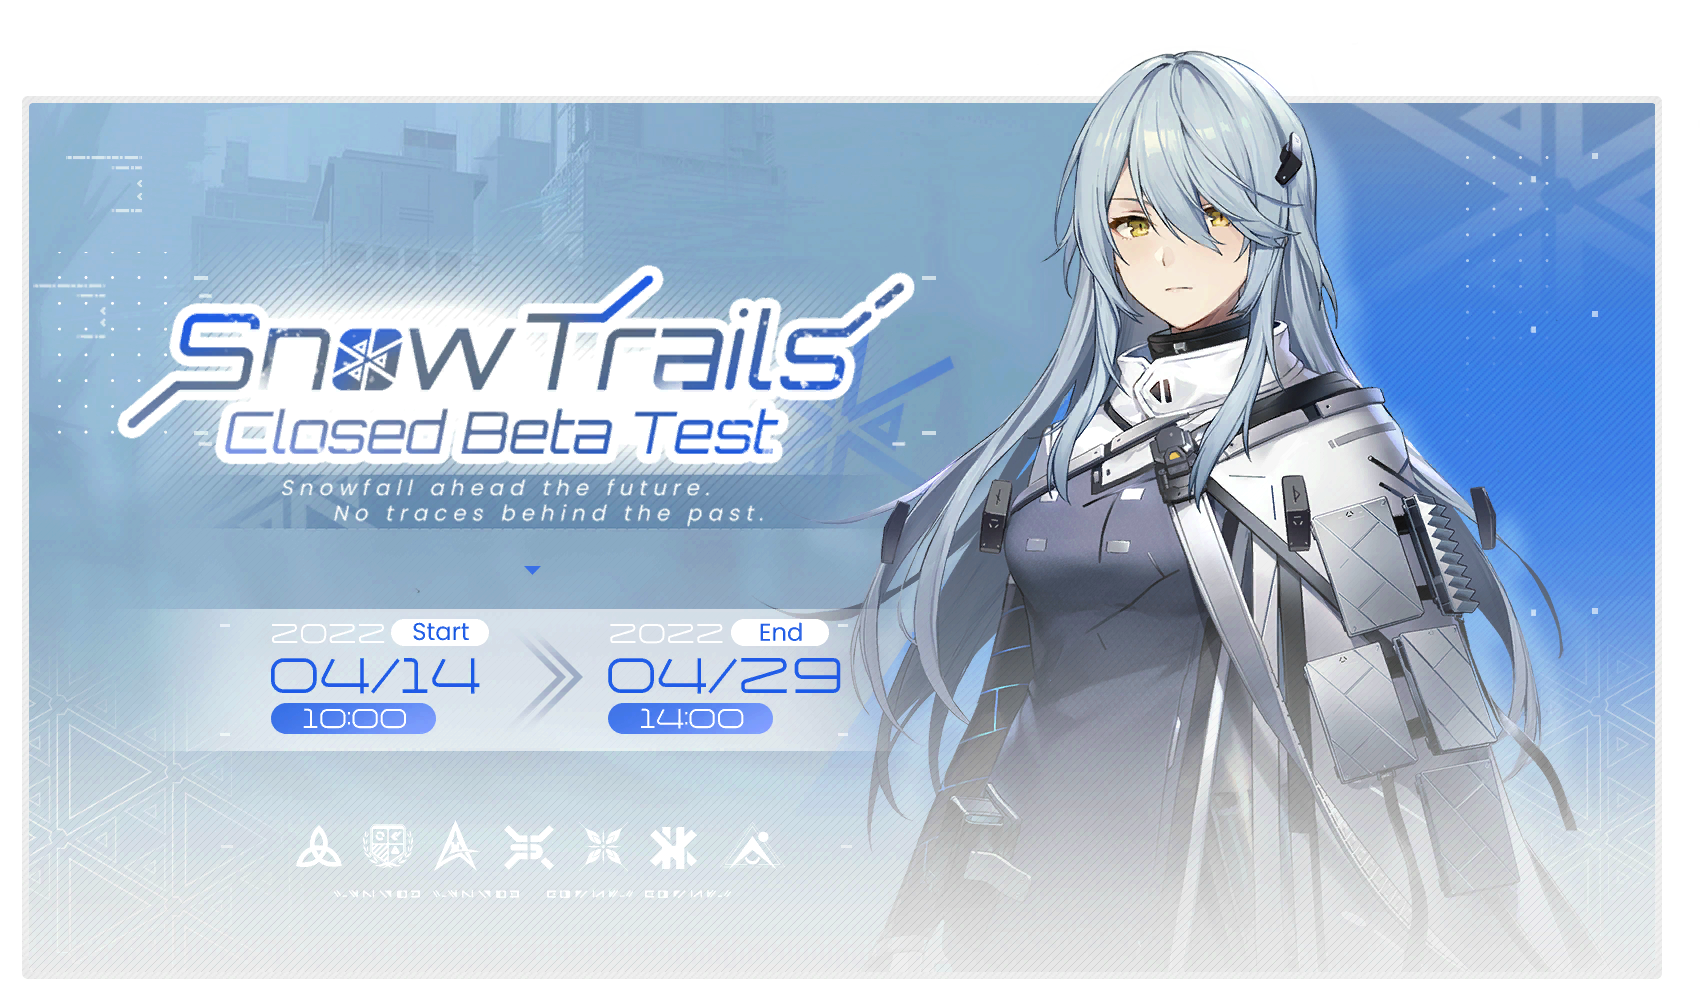 Snow Trails
Closed Beta Test
Snowfall ahead the future.
No traces behind the past.
2022 Start
04/14
10:00
2022 End
04/29
14:00